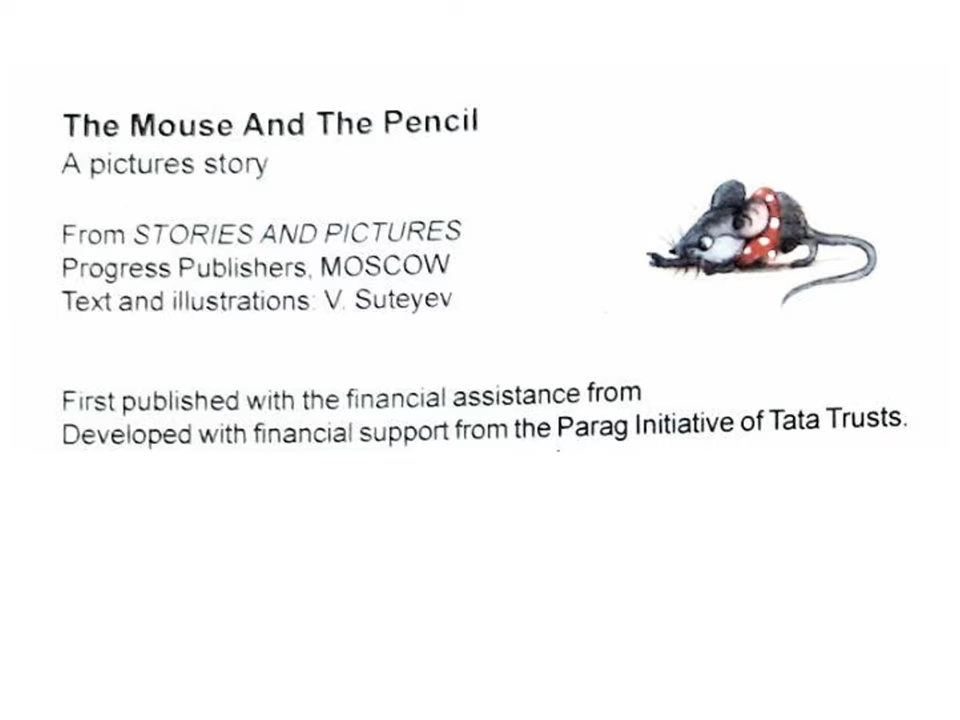 The Mouse And The Pencil
A pictures story
From STORIES AND PICTURES
Progress Publishers, MOSCOW
Text and illustrations: V. Suteyev
First published with the financial assistance from
Developed with financial support from the Parag Initiative of Tata Trusts.